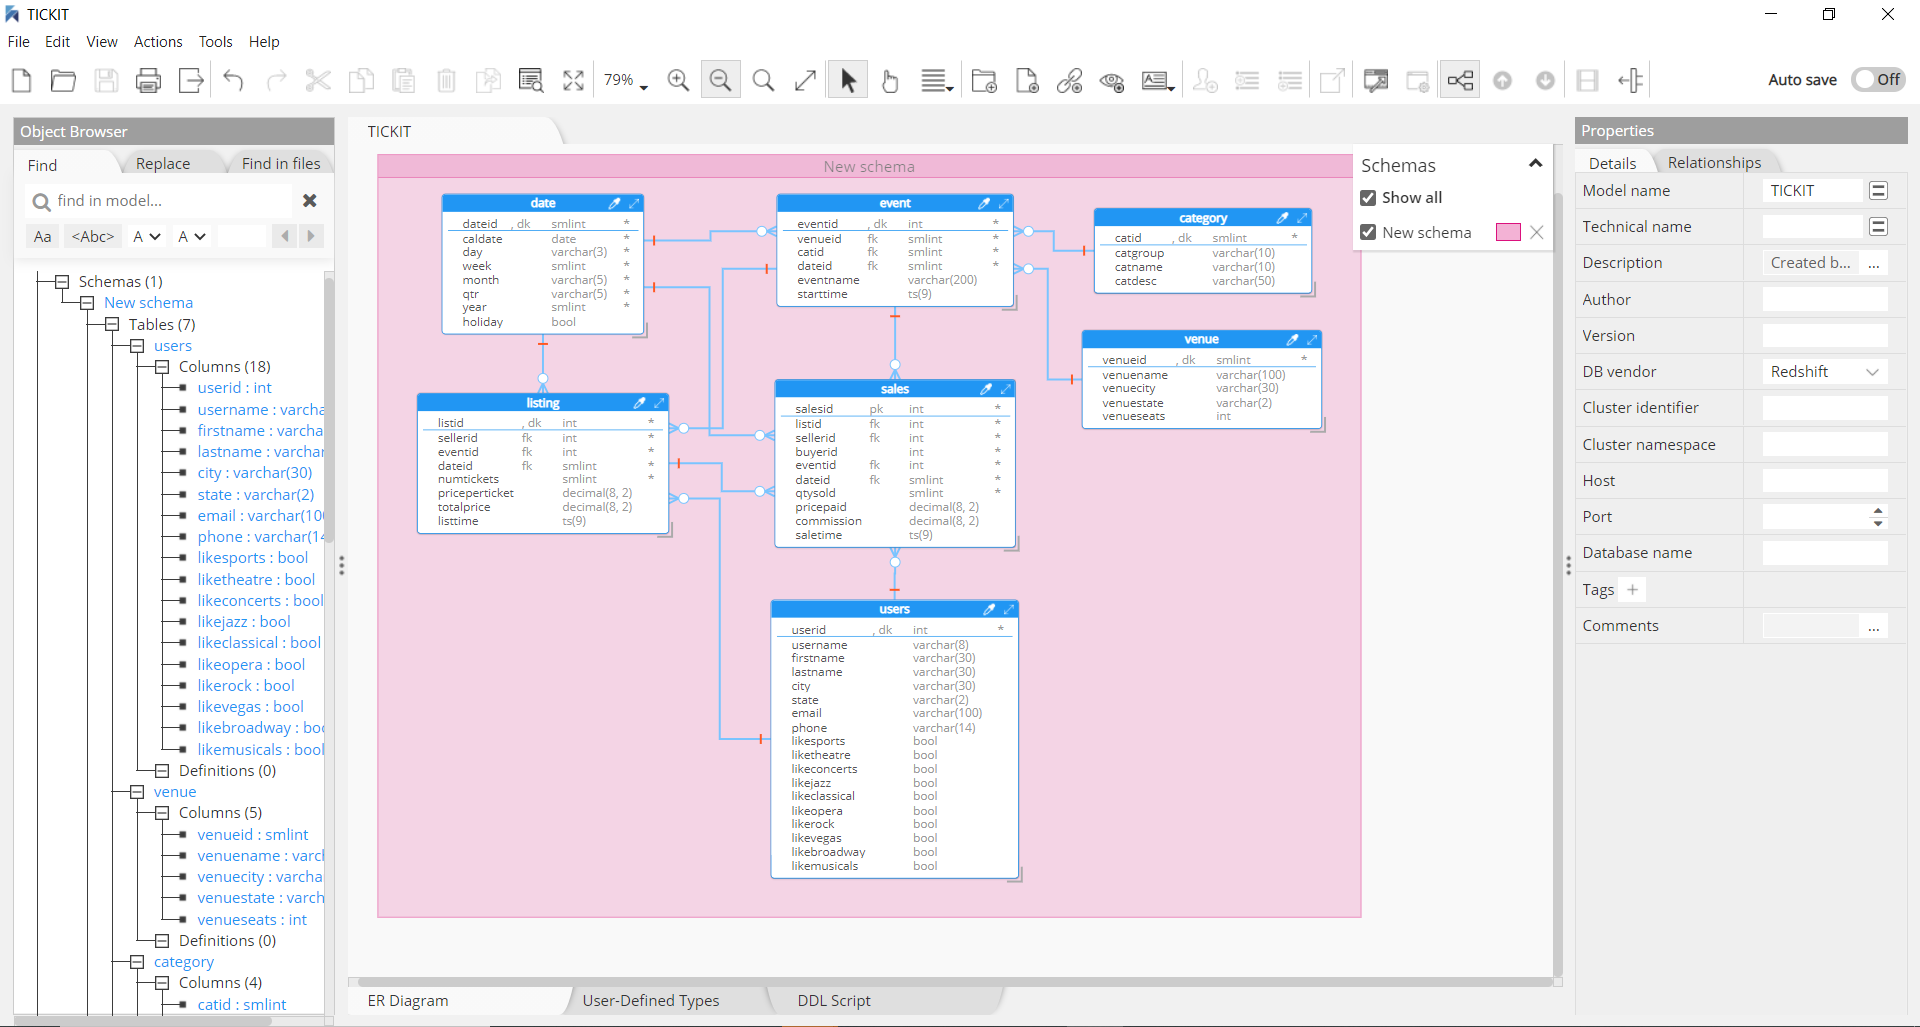 TICKIT
File Edit View Actions Tools Help
79%
Auto save Off
Object Browser
Find Replace Find in files
find in model...
Aa <Abc> A A
Schemas (1)
New schema
Tables (7)
users
Columns (18)
userid : int
username : varcha
firstname : varcha
lastname : varchar
city : varchar(30)
state : varchar(2)
email : varchar(10
phone : varchar(14
likesports : bool
liketheatre : bool
likeconcerts : bool
likejazz : bool
likeclassical : bool
likeopera : bool
likerock : bool
likevegas : bool
likebroadway : boo
likemusicals : bool
Definitions (0)
venue
Columns (5)
venueid : smlint
venuename : varcl
venuecity : varcha
venuestate : varch
venueseats : int
Definitions (0)
category
Columns (4)
catid : smlint
TICKIT
New schema
date
dateid , dk smlint *
caldate date *
day varchar(3) *
week smlint *
month varchar(5) *
qtr varchar(5) *
year smlint *
holiday bool
event
eventid , dk int *
venueid fk smlint *
catid fk smlint *
dateid fk smlint *
eventname varchar(200)
starttime ts(9)
category
catid , dk smlint *
catgroup varchar(10)
catname varchar(10)
catdesc varchar(50)
venue
venueid , dk smlint *
venuename varchar(100)
venuecity varchar(30)
venuestate varchar(2)
venueseats int
listing
listid , dk int *
sellerid fk int *
eventid fk int *
dateid fk smlint *
numtickets smlint *
priceperticket decimal(8, 2)
totalprice decimal(8, 2)
listtime ts(9)
sales
salesid pk int *
listid fk int *
sellerid fk int *
buyerid int *
eventid fk int *
dateid fk smlint *
qtysold smlint *
pricepaid decimal(8, 2)
commission decimal(8, 2)
saletime ts(9)
users
userid , dk int *
username varchar(8)
firstname varchar(30)
lastname varchar(30)
city varchar(30)
state varchar(2)
email varchar(100)
phone varchar(14)
likesports bool
liketheatre bool
likeconcerts bool
likejazz bool
likeclassical bool
likeopera bool
likerock bool
likevegas bool
likebroadway bool
likemusicals bool
Schemas
Show all
New schema
ER Diagram User-Defined Types DDL Script
Properties
Details Relationships
Model name TICKIT
Technical name
Description Created b... ...
Author
Version
DB vendor Redshift
Cluster identifier
Cluster namespace
Host
Port
Database name
Tags +
Comments ...